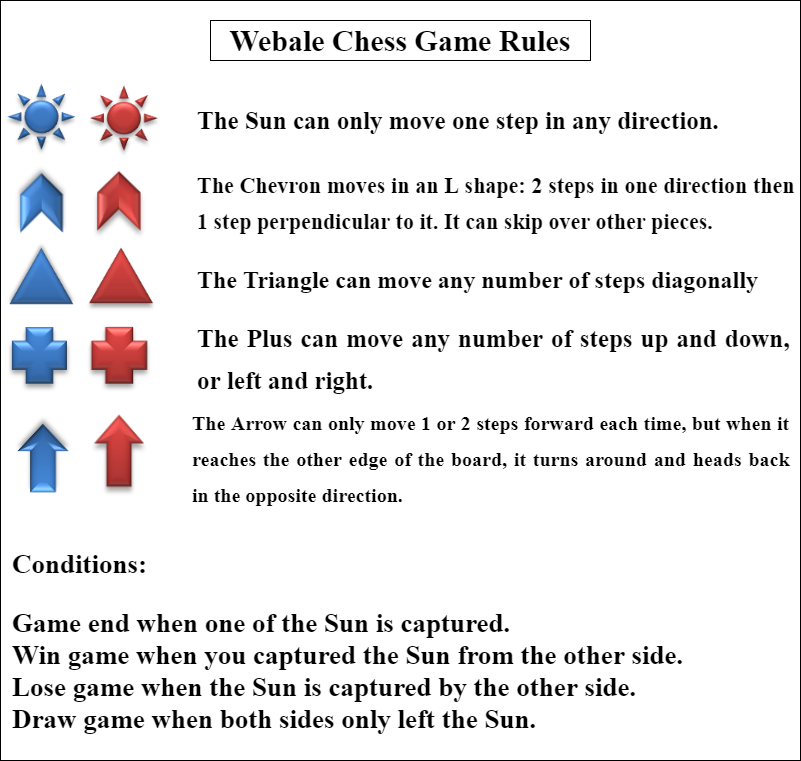 Webale Chess Game Rules
The Sun can only move one step in any direction.
The Chevron moves in an L shape: 2 steps in one direction then
1 step perpendicular to it. It can skip over other pieces.
The Triangle can move any number of steps diagonally
The Plus can move any number of steps up and down,
or left and right.
The Arrow can only move 1 or 2 steps forward each time, but when it
reaches the other edge of the board, it turns around and heads back
in the opposite direction.
Conditions:
Game end when one of the Sun is captured.
Win game when you captured the Sun from the other side.
Lose game when the Sun is captured by the other side.
Draw game when both sides only left the Sun.